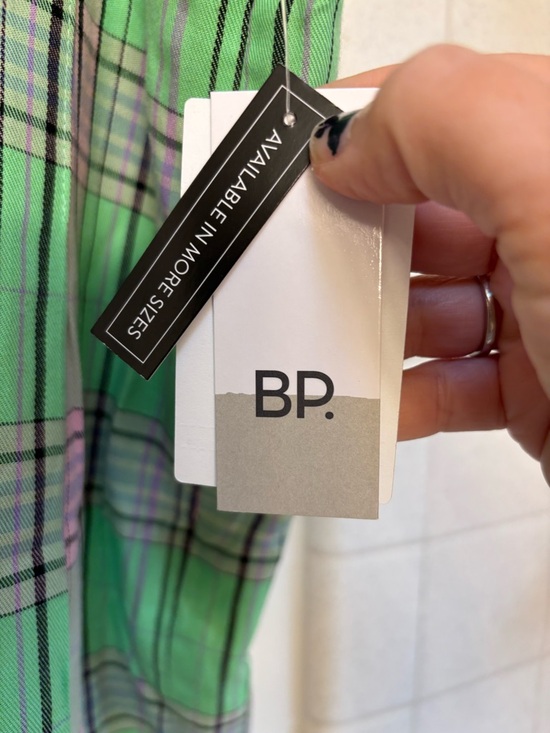 AVAILABLE IN MORE SIZES
BP.